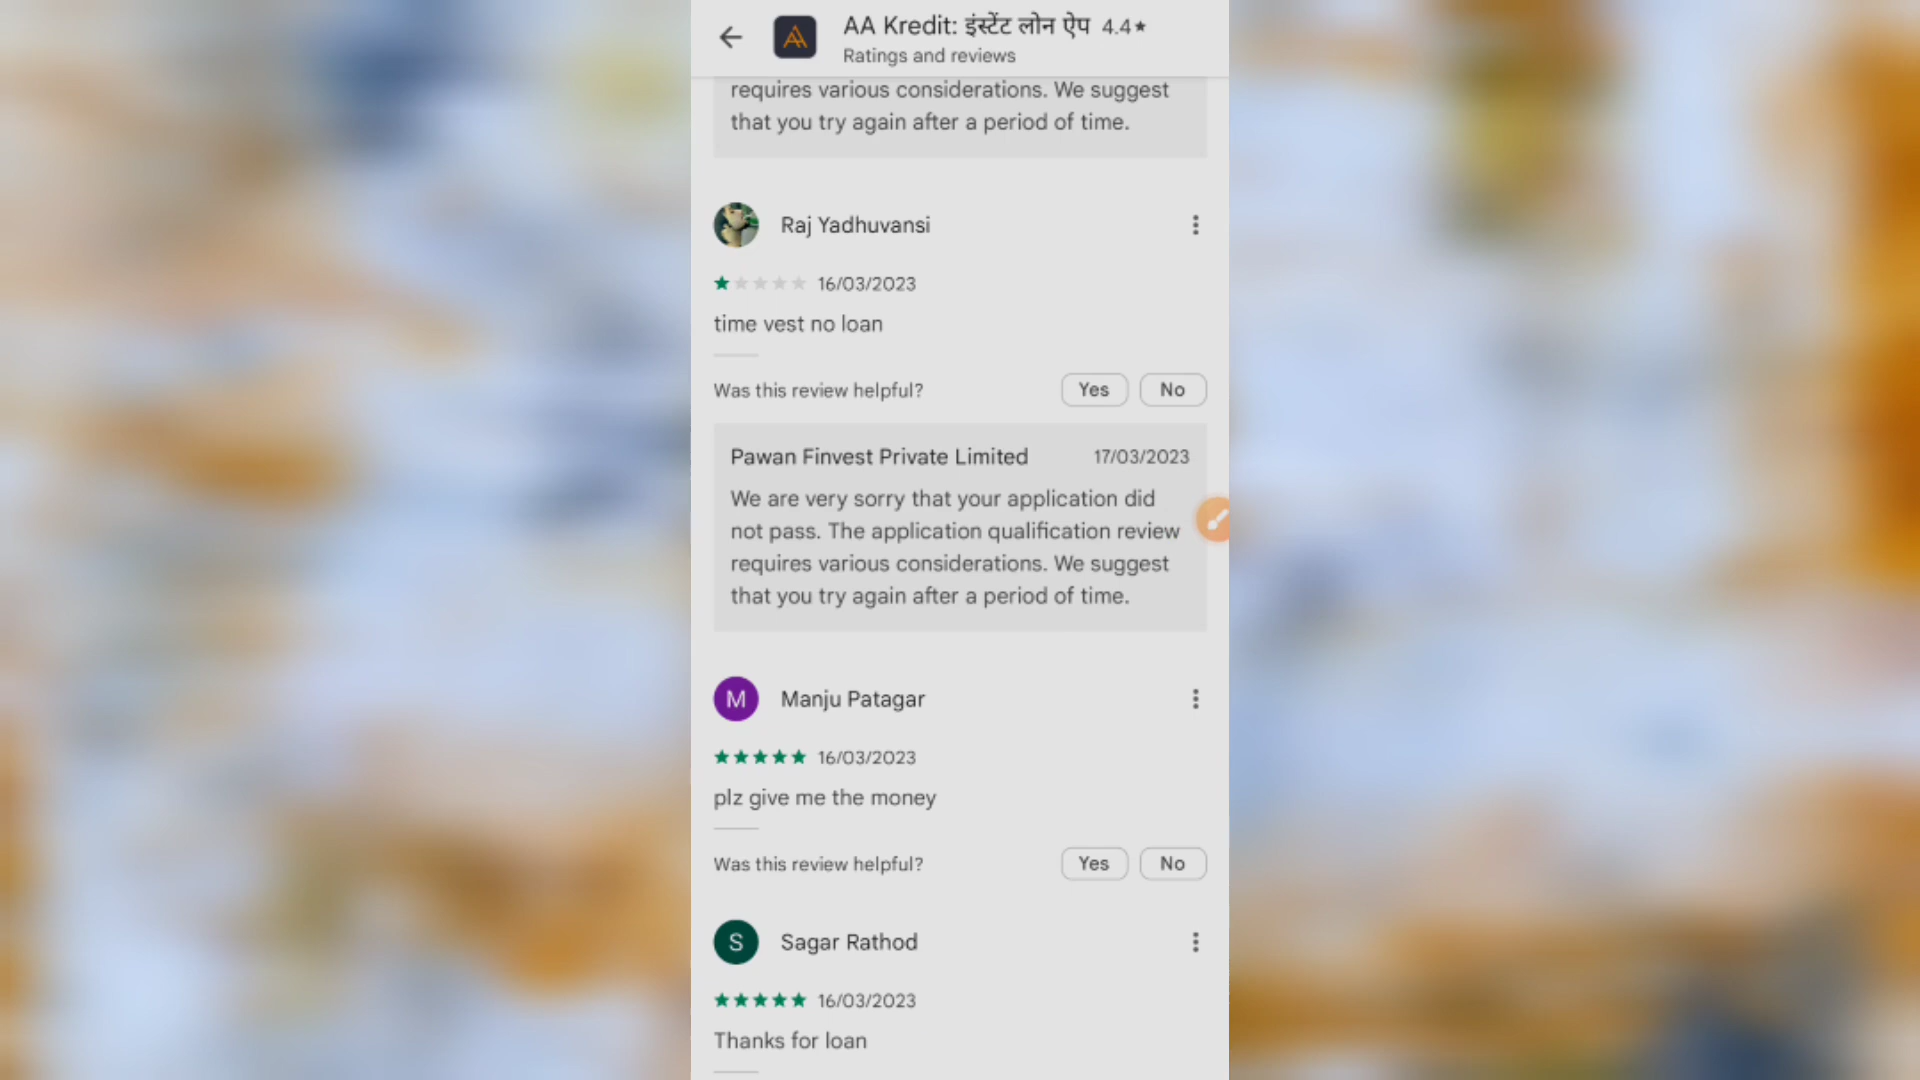 AA Kredit: इंस्टेंट लोन ऐप 4.4★
Ratings and reviews
requires various considerations. We suggest
that you try again after a period of time.
Raj Yadhuvansi
16/03/2023
time vest no loan
Was this review helpful? Yes No
Pawan Finvest Private Limited 17/03/2023
We are very sorry that your application did
not pass. The application qualification review
requires various considerations. We suggest
that you try again after a period of time.
M Manju Patagar
16/03/2023
plz give me the money
Was this review helpful? Yes No
S Sagar Rathod
16/03/2023
Thanks for loan